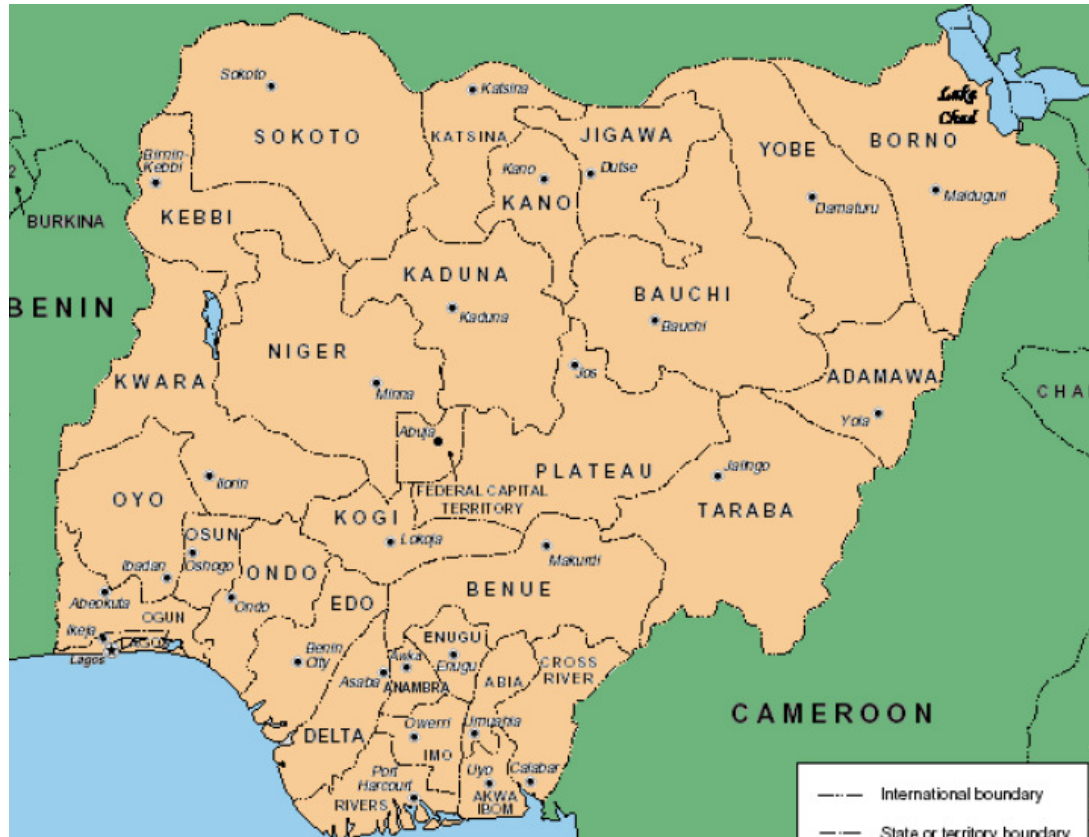 Sokoto
Katsina
SOKOTO
KATSINA
JIGAWA
Lake
Chad
BORNO
YOBE
Birnin-
Kebbi
Kano
Dutse
KANO
Damaturu
Maiduguri
KEBBI
BURKINA
BENIN
KADUNA
Kaduna
BAUCHI
Bauchi
NIGER
KWARA
Minna
Jos
ADAMAWA
Yola
CHA
Abuja
OYO
Ilorin
PLATEAU
Jalingo
TARABA
FEDERAL CAPITAL
TERRITORY
KOGI
Lokoja
OSUN
Oshogo
Makurdi
Ibadan
ONDO
EDO
BENUE
Abeokuta
Ondo
OGUN
Ikeja
LAGOS
Lagos
Benin
City
ENUGU
Enugu
Awka
Asaba
ANAMBRA
ABIA
CROSS
RIVER
CAMEROON
DELTA
Owerri
IMO
Umuahia
Port
Harcourt
RIVERS
Uyo
Calabar
AKWA
IBOM
International boundary
State or territory boundary